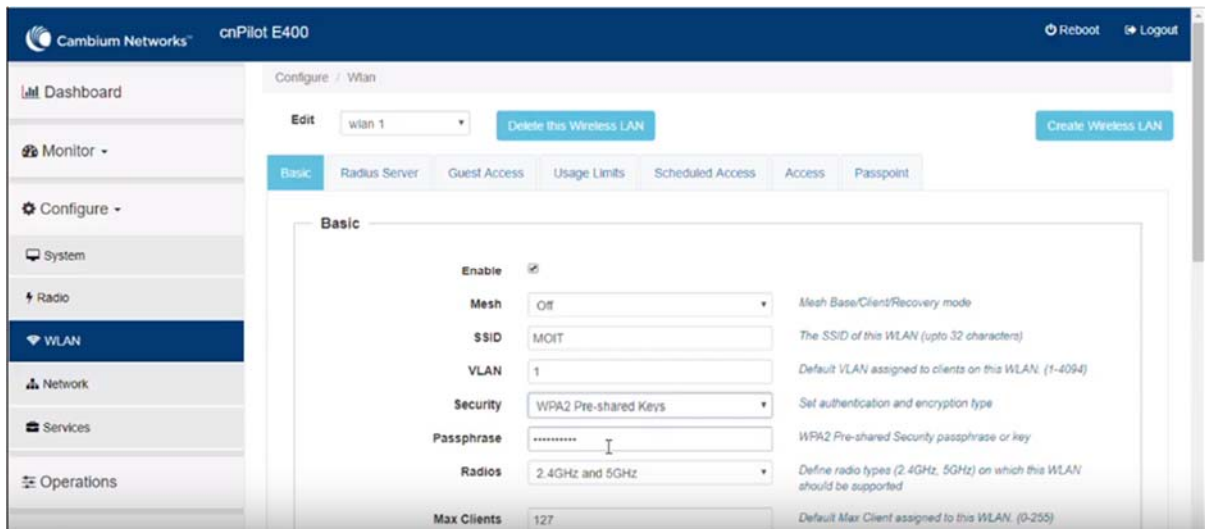 Cambium Networks™ cnPilot E400 Reboot Logout
Dashboard
Monitor
Configure
System
Radio
WLAN
Network
Services
Operations
Configure / Wlan
Edit wlan 1 Delete this Wireless LAN Create Wireless LAN
Basic Radius Server Guest Access Usage Limits Scheduled Access Access Passpoint
Basic
Enable
Mesh Off Mesh Base/Client/Recovery mode
SSID MOIT The SSID of this WLAN (upto 32 characters)
VLAN 1 Default VLAN assigned to clients on this WLAN. (1-4094)
Security WPA2 Pre-shared Keys Set authentication and encryption type
Passphrase •••••••••• WPA2 Pre-shared Security passphrase or key
Radios 2.4GHz and 5GHz Define radio types (2.4GHz, 5GHz) on which this WLAN
should be supported
Max Clients 127 Default Max Client assigned to this WLAN. (0-255)